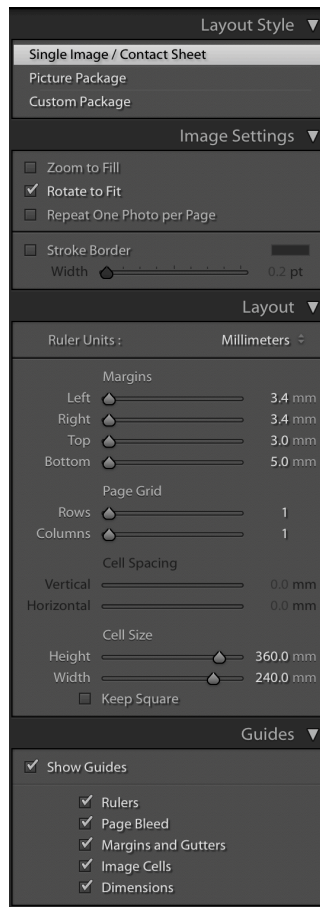 Layout Style
Single Image / Contact Sheet
Picture Package
Custom Package
Image Settings
Zoom to Fill
Rotate to Fit
Repeat One Photo per Page
Stroke Border
Width 0.2 pt
Layout
Ruler Units : Millimeters
Margins
Left 3.4 mm
Right 3.4 mm
Top 3.0 mm
Bottom 5.0 mm
Page Grid
Rows 1
Columns 1
Cell Spacing
Vertical 0.0 mm
Horizontal 0.0 mm
Cell Size
Height 360.0 mm
Width 240.0 mm
Keep Square
Guides
Show Guides
Rulers
Page Bleed
Margins and Gutters
Image Cells
Dimensions